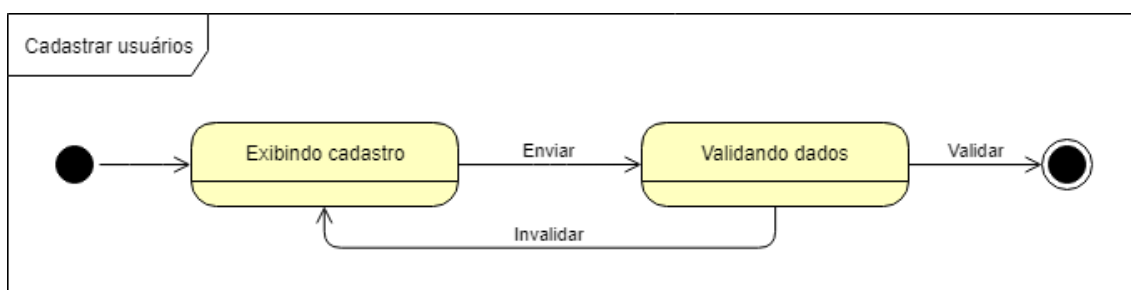 Cadastrar usuários
Exibindo cadastro
Enviar
Validando dados
Validar
Invalidar